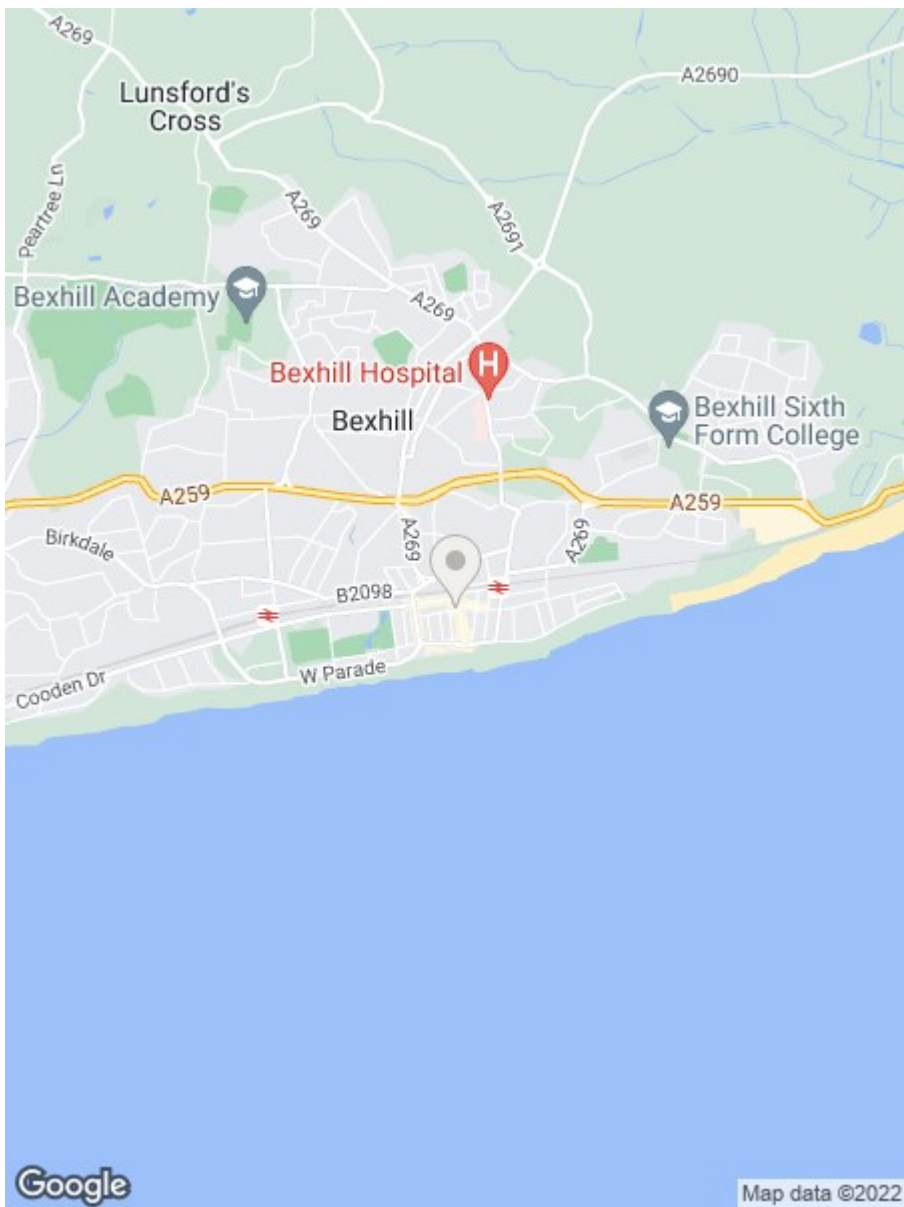 A269
A2690
Lunsford's
Cross
Peartree Ln
A269
A2691
Bexhill Academy
A269
Bexhill Hospital
H
Bexhill
Bexhill Sixth
Form College
A259
A259
Birkdale
A269
A269
B2098
W Parade
Cooden Dr
Google
Map data ©2022